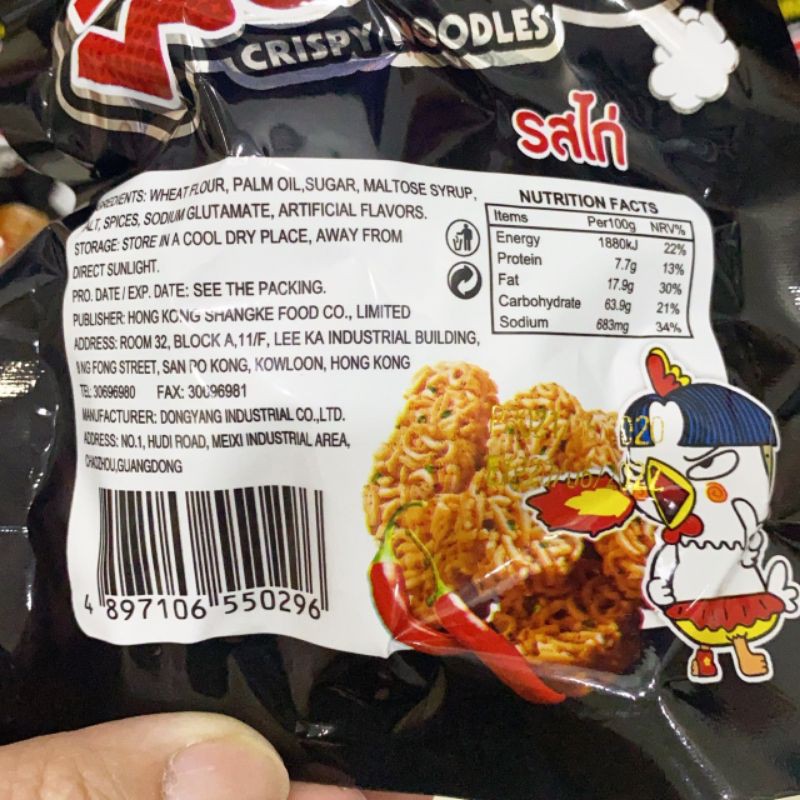 CRISPY NOODLES
รสไก่
INGREDIENTS: WHEAT FLOUR, PALM OIL,SUGAR, MALTOSE SYRUP,
SALT, SPICES, SODIUM GLUTAMATE, ARTIFICIAL FLAVORS.
STORAGE: STORE IN A COOL DRY PLACE, AWAY FROM
DIRECT SUNLIGHT.
PRO. DATE / EXP. DATE: SEE THE PACKING.
PUBLISHER: HONG KONG SHANGKE FOOD CO., LIMITED
ADDRESS: ROOM 32, BLOCK A,11/F, LEE KA INDUSTRIAL BUILDING,
NG FONG STREET, SAN PO KONG, KOWLOON, HONG KONG
TEL: 30696980 FAX: 30696981
MANUFACTURER: DONGYANG INDUSTRIAL CO.,LTD.
ADDRESS: NO.1, HUDI ROAD, MEIXI INDUSTRIAL AREA,
CHAOZHOU,GUANGDONG
4 897106 550296
NUTRITION FACTS
Items Per100g NRV%
Energy 1880kJ 22%
Protein 7.7g 13%
Fat 17.9g 30%
Carbohydrate 63.9g 21%
Sodium 683mg 34%